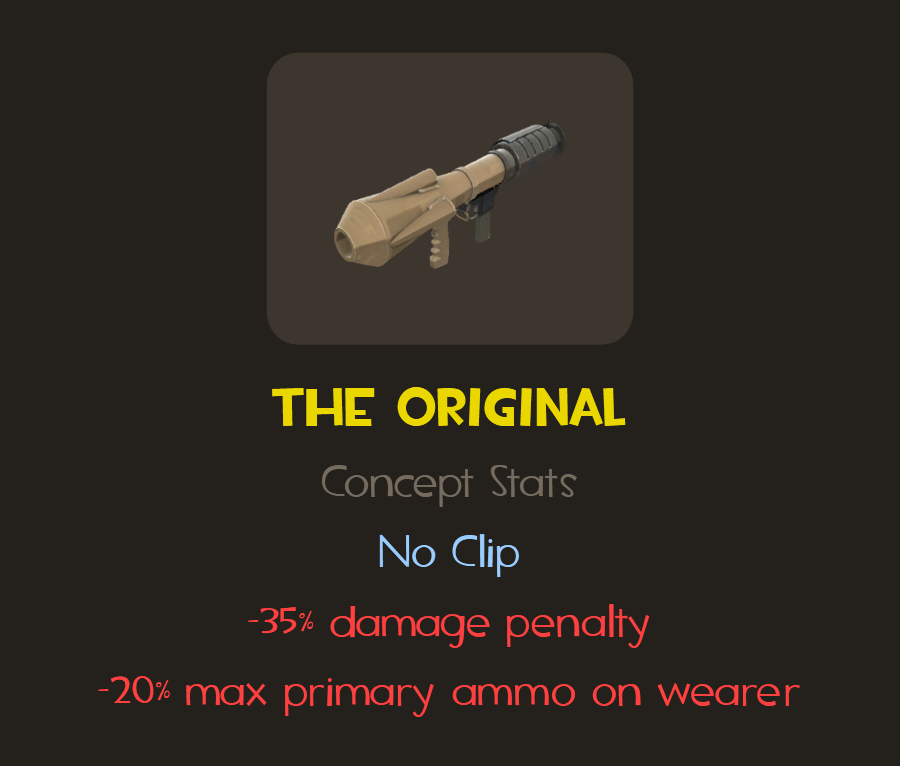 THE ORIGINAL
Concept Stats
No Clip
-35% damage penalty
-20% max primary ammo on wearer